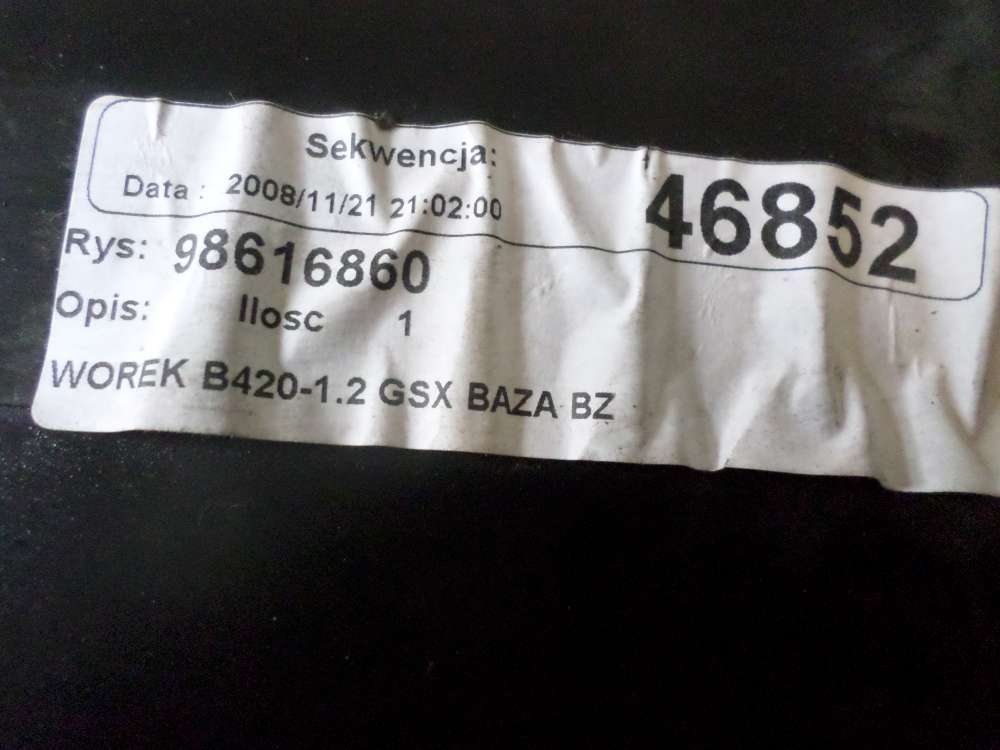 Sekwencja:
46852
Data : 2008/11/21 21:02:00
Rys: 98616860
Opis: Ilosc 1
WOREK B420-1.2 GSX BAZA BZ